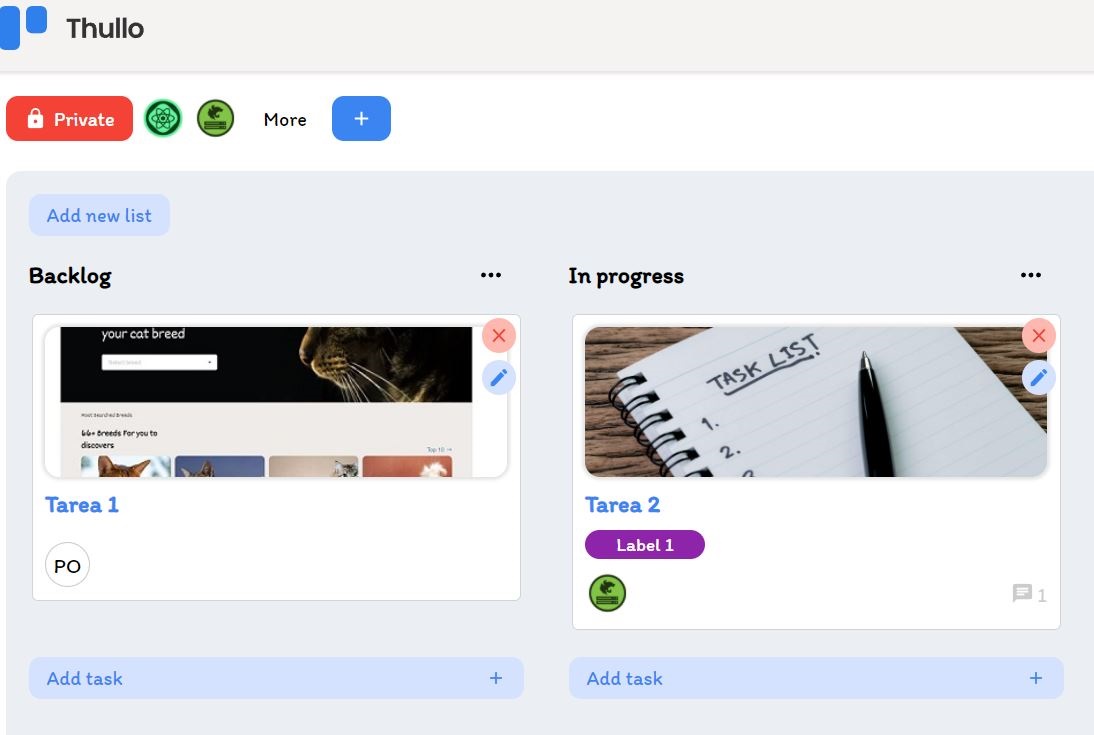 Thullo
Private
More
+
Add new list
Backlog
...
In progress
...
your cat breed
Most Searched Breeds
66+ Breeds For you to
discovers
Top 10 →
TASK LIST!
1.
2.
Tarea 1
Tarea 2
Label 1
PO
1
Add task +
Add task +